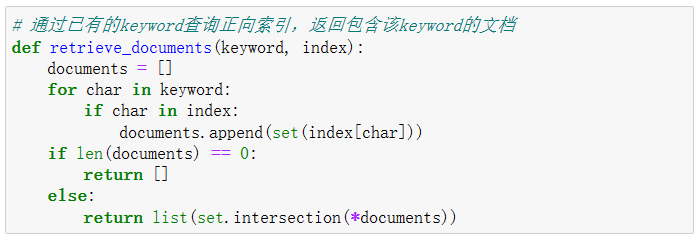 # 通过已有的keyword查询正向索引，返回包含该keyword的文档
def retrieve_documents(keyword, index):
    documents = []
    for char in keyword:
        if char in index:
            documents.append(set(index[char]))
    if len(documents) == 0:
        return []
    else:
        return list(set.intersection(*documents))